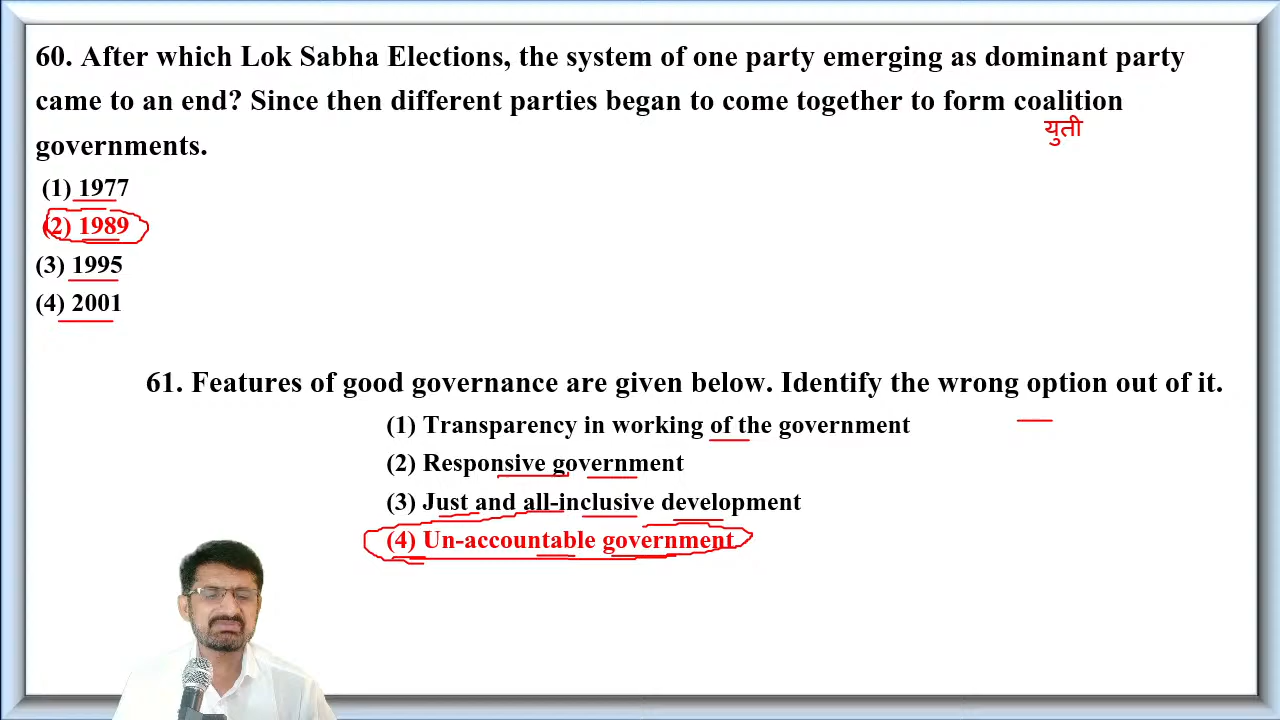 60. After which Lok Sabha Elections, the system of one party emerging as dominant party
came to an end? Since then different parties began to come together to form coalition
युती
governments.
(1) 1977
(2) 1989
(3) 1995
(4) 2001
61. Features of good governance are given below. Identify the wrong option out of it.
(1) Transparency in working of the government
(2) Responsive government
(3) Just and all-inclusive development
(4) Un-accountable government